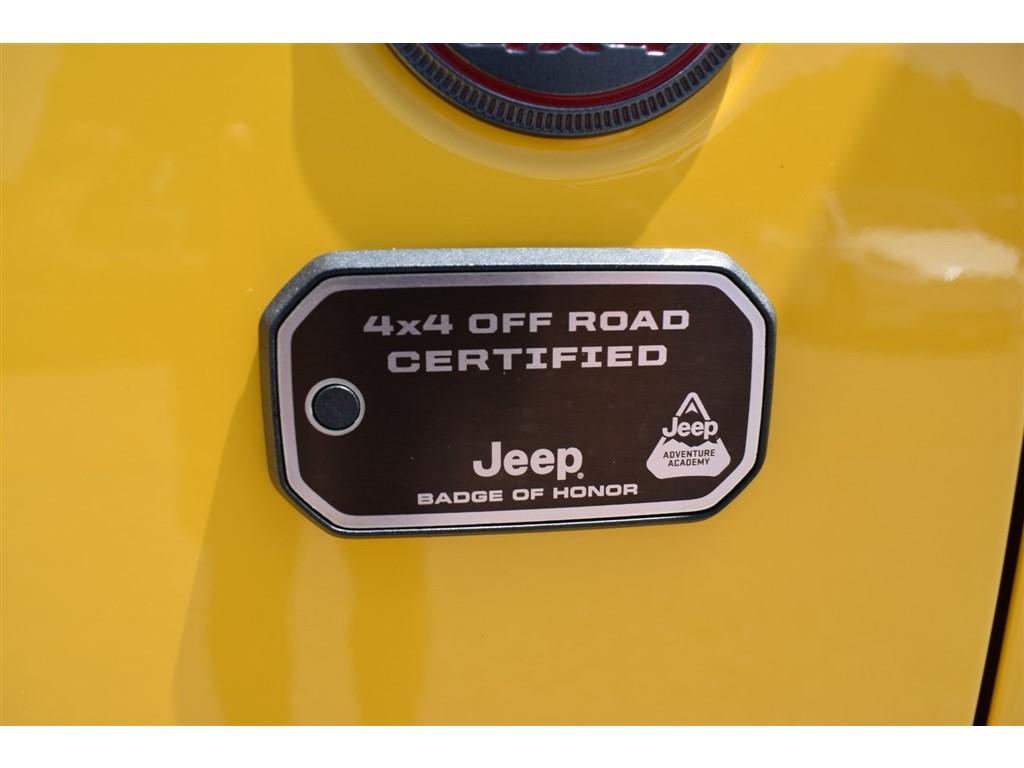 4x4 OFF ROAD
CERTIFIED
Jeep
ADVENTURE
ACADEMY
Jeep
BADGE OF HONOR